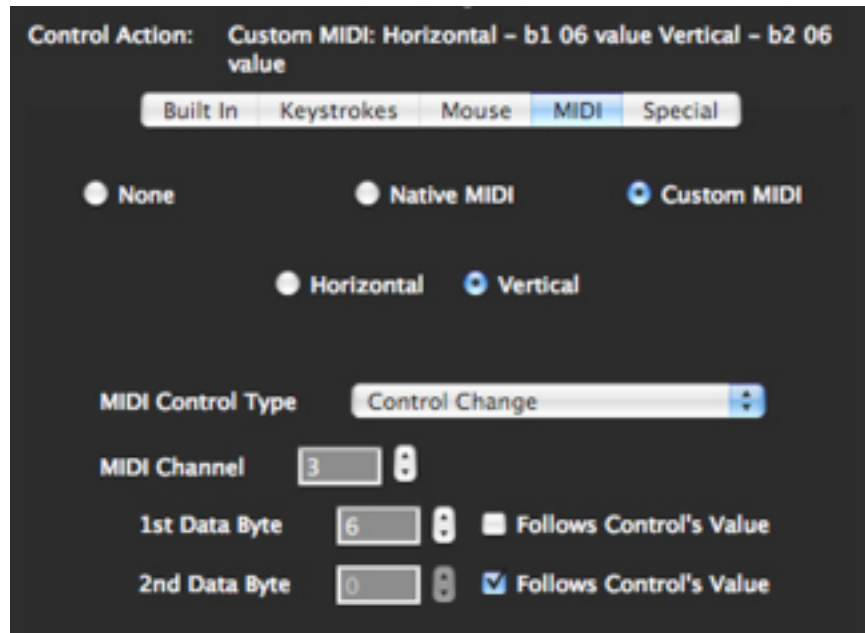 Control Action: Custom MIDI: Horizontal – b1 06 value Vertical – b2 06
value
Built In Keystrokes Mouse MIDI Special
None Native MIDI Custom MIDI
Horizontal Vertical
MIDI Control Type Control Change
MIDI Channel 3
1st Data Byte 6 Follows Control's Value
2nd Data Byte 0 Follows Control's Value